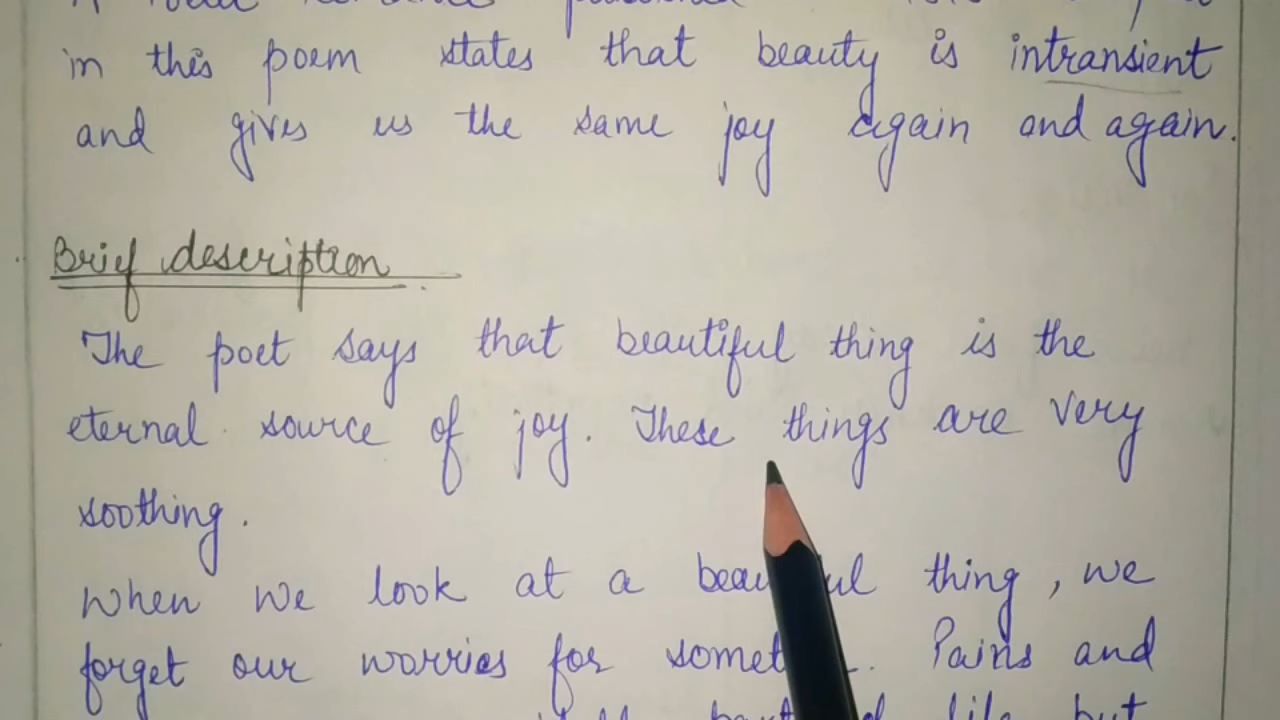 in this poem states that beauty is intransient
and gives us the same joy again and again.
Brief description
The poet says that beautiful thing is the
eternal source of joy. These things are very
soothing.
When we look at a thing, we
forget our worries for Pains and
life but